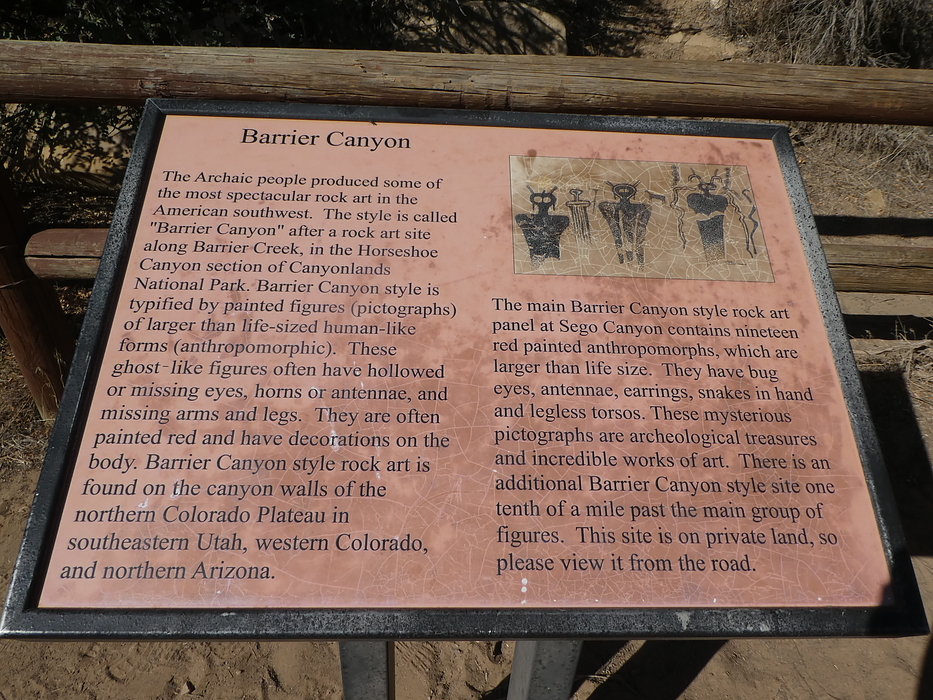 Barrier Canyon
The Archaic people produced some of
the most spectacular rock art in the
American southwest. The style is called
"Barrier Canyon" after a rock art site
along Barrier Creek, in the Horseshoe
Canyon section of Canyonlands
National Park. Barrier Canyon style is
typified by painted figures (pictographs)
of larger than life-sized human-like
forms (anthropomorphic). These
ghost-like figures often have hollowed
or missing eyes, horns or antennae, and
missing arms and legs. They are often
painted red and have decorations on the
body. Barrier Canyon style rock art is
found on the canyon walls of the
northern Colorado Plateau in
southeastern Utah, western Colorado,
and northern Arizona.
The main Barrier Canyon style rock art
panel at Sego Canyon contains nineteen
red painted anthropomorphs, which are
larger than life size. They have bug
eyes, antennae, earrings, snakes in hand
and legless torsos. These mysterious
pictographs are archeological treasures
and incredible works of art. There is an
additional Barrier Canyon style site one
tenth of a mile past the main group of
figures. This site is on private land, so
please view it from the road.